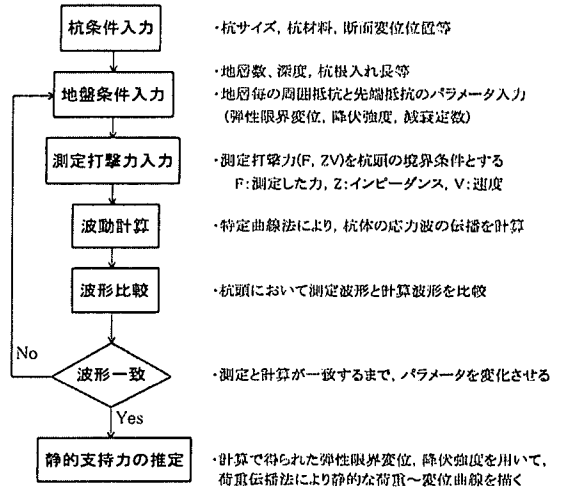 杭条件入力
・杭サイズ, 杭材料, 断面変位位置等
・地層数、深度, 杭根入れ長等
地盤条件入力
・地層毎の周囲抵抗と先端抵抗のパラメータ入力
(弾性限界変位, 降伏強度, 減衰定数)
測定打撃力入力
・測定打撃力(F, ZV)を杭頭の境界条件とする
F:測定した力, Z:インピーダンス, V:速度
波動計算
・特定曲線法により, 杭体の応力波の伝播を計算
波形比較
・杭頭において測定波形と計算波形を比較
No
波形一致
・測定と計算が一致するまで, パラメータを変化させる
Yes
静的支持力の推定
・計算で得られた弾性限界変位, 降伏強度を用いて,
荷重伝播法により静的な荷重～変位曲線を描く